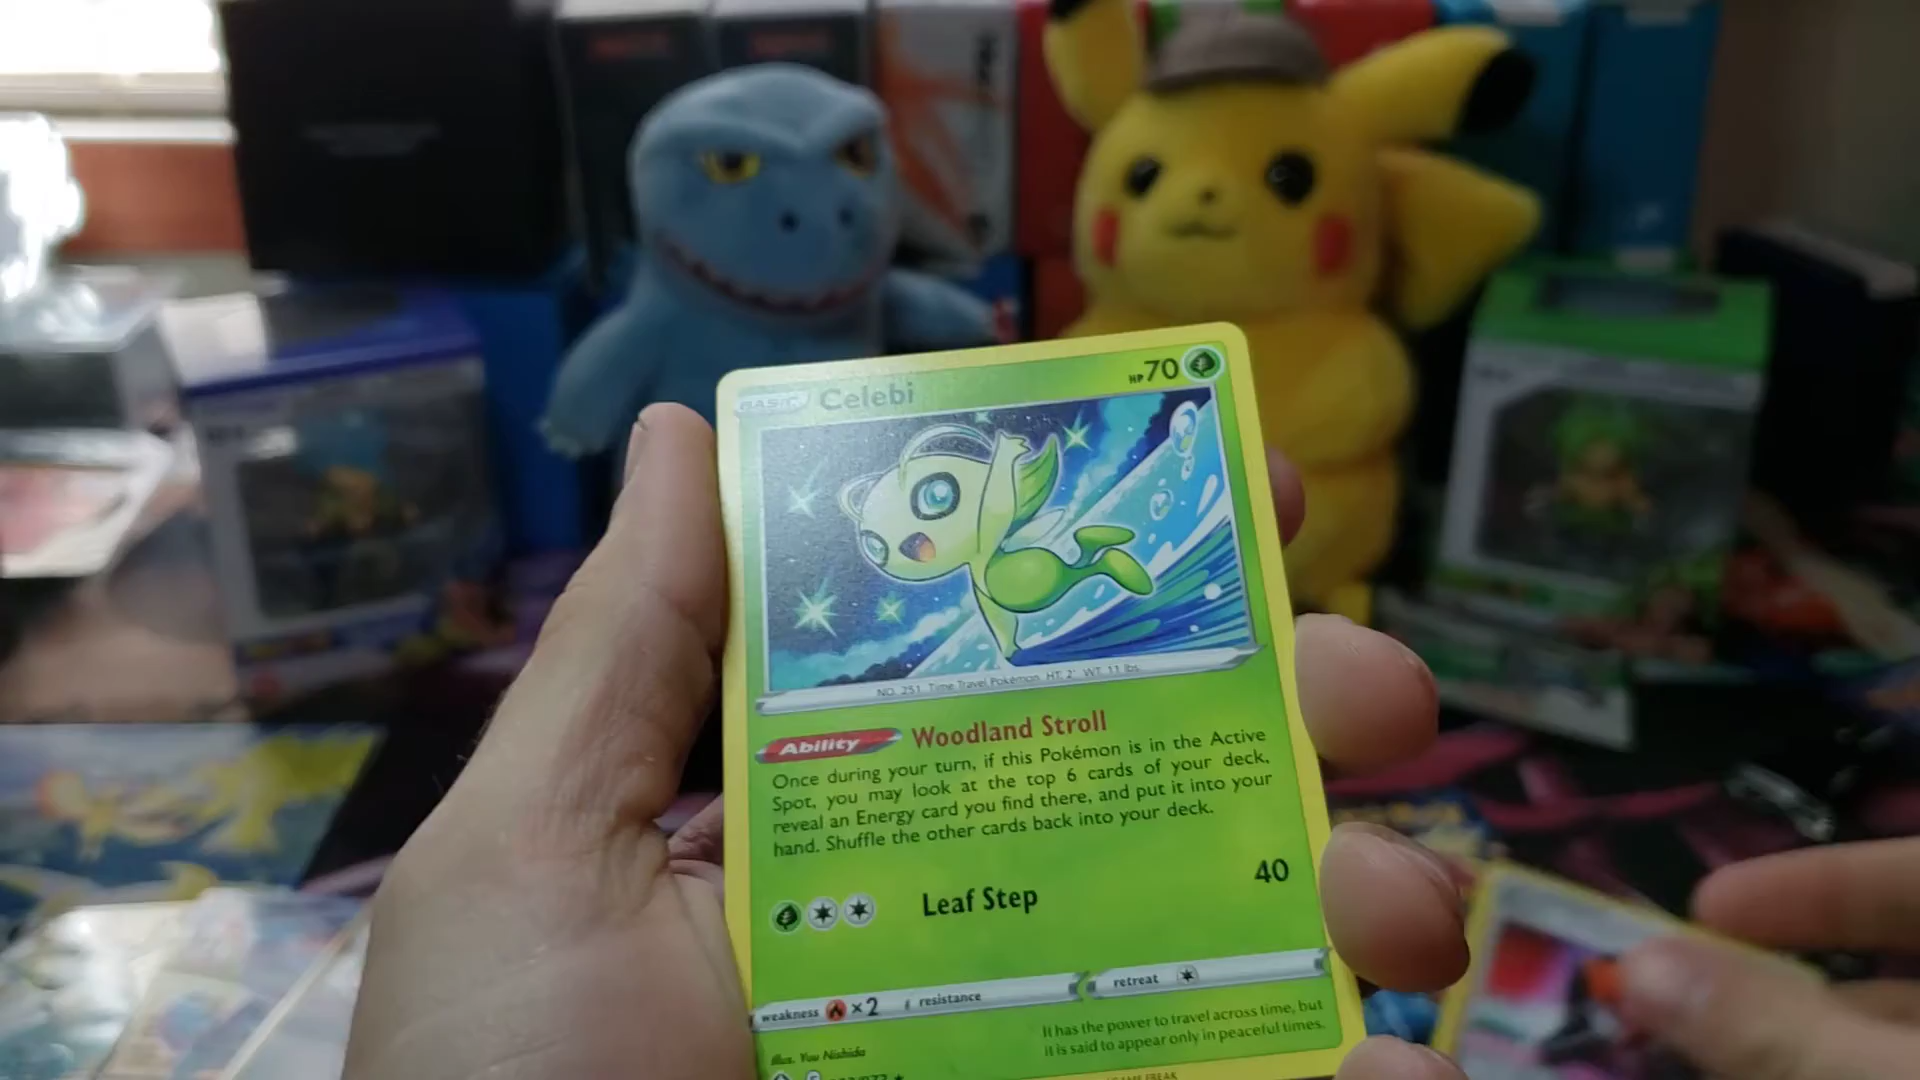 BASIC Celebi HP 70
NO. 251 Time Travel Pokémon HT: 2' WT: 11 lbs.
Ability Woodland Stroll
Once during your turn, if this Pokémon is in the Active
Spot, you may look at the top 6 cards of your deck,
reveal an Energy card you find there, and put it into your
hand. Shuffle the other cards back into your deck.
Leaf Step 40
weakness ×2 resistance retreat
It has the power to travel across time, but
it is said to appear only in peaceful times.
Illus. Yuu Nishida
GAME FREAK